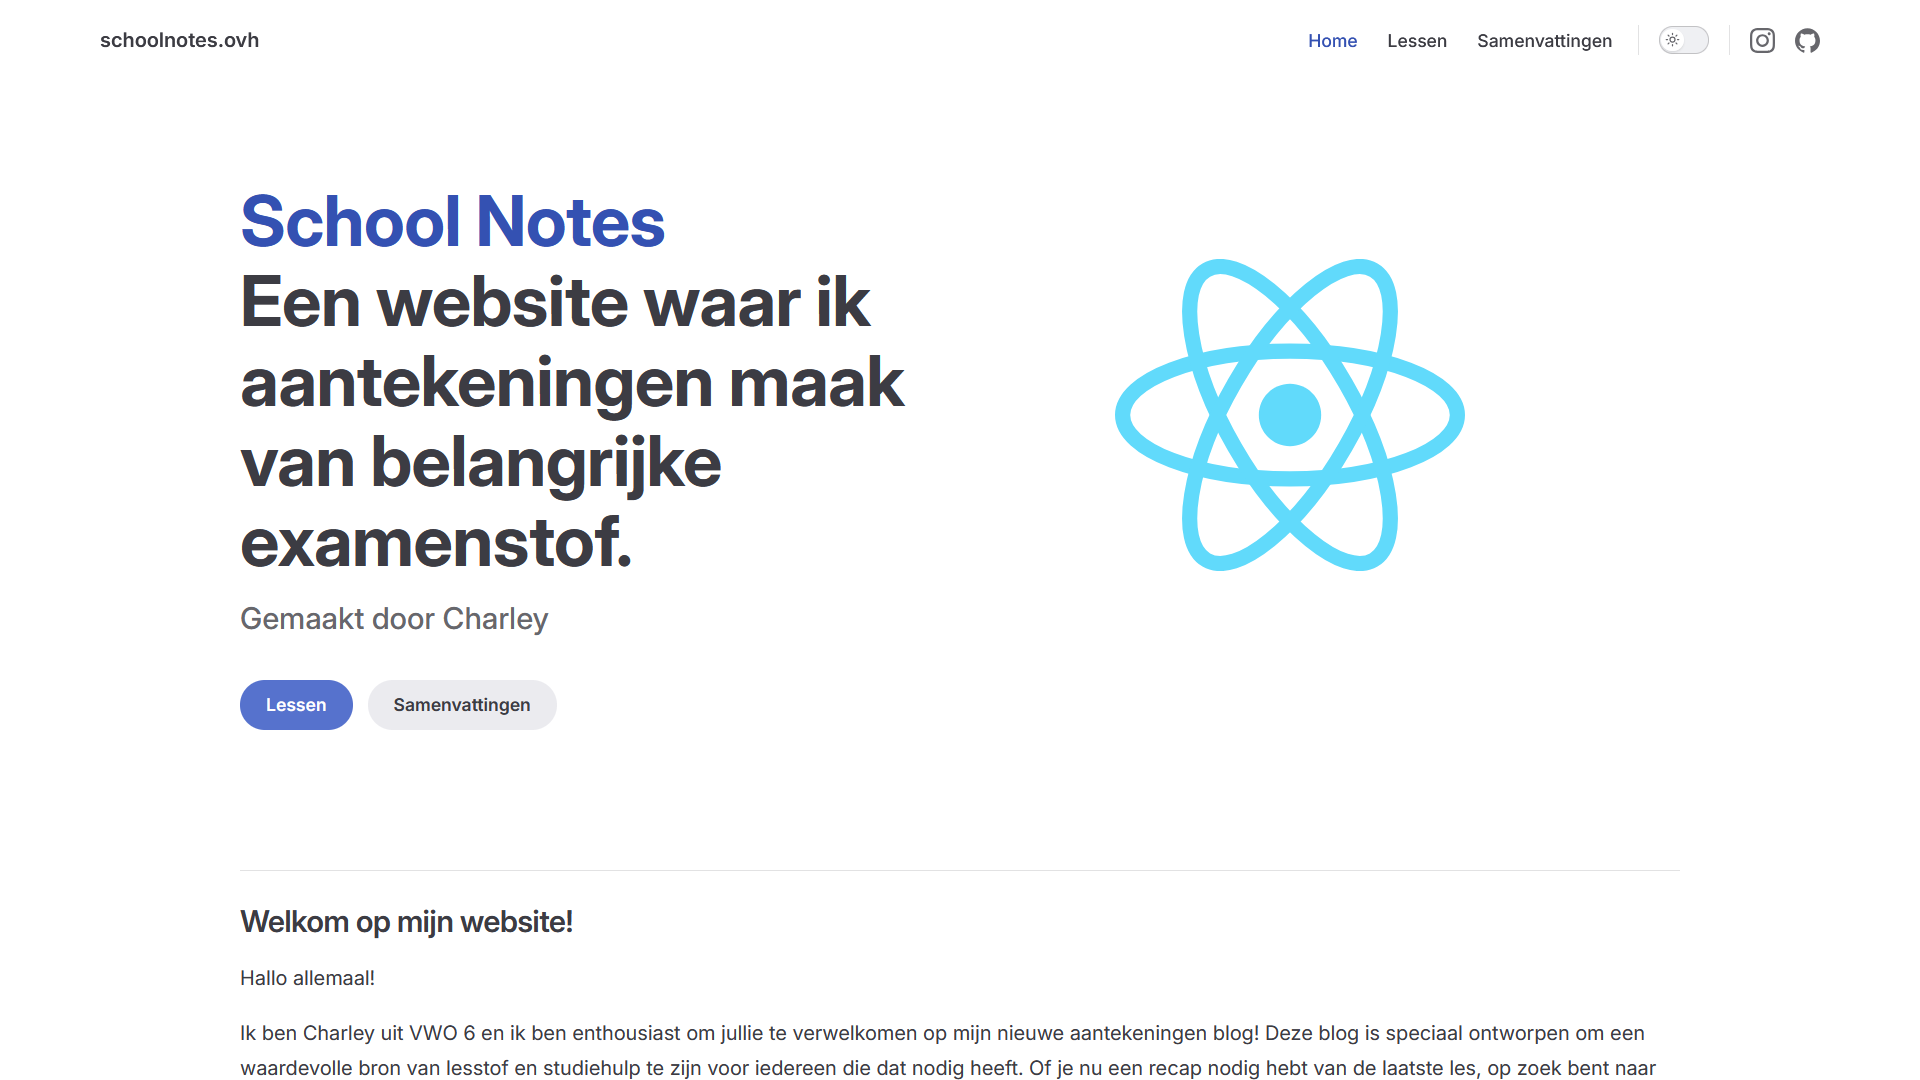 schoolnotes.ovh
Home
Lessen
Samenvattingen
School Notes
Een website waar ik
aantekeningen maak
van belangrijke
examenstof.
Gemaakt door Charley
Lessen
Samenvattingen
Welkom op mijn website!
Hallo allemaal!
Ik ben Charley uit VWO 6 en ik ben enthousiast om jullie te verwelkomen op mijn nieuwe aantekeningen blog! Deze blog is speciaal ontworpen om een
waardevolle bron van lesstof en studiehulp te zijn voor iedereen die dat nodig heeft. Of je nu een recap nodig hebt van de laatste les, op zoek bent naar